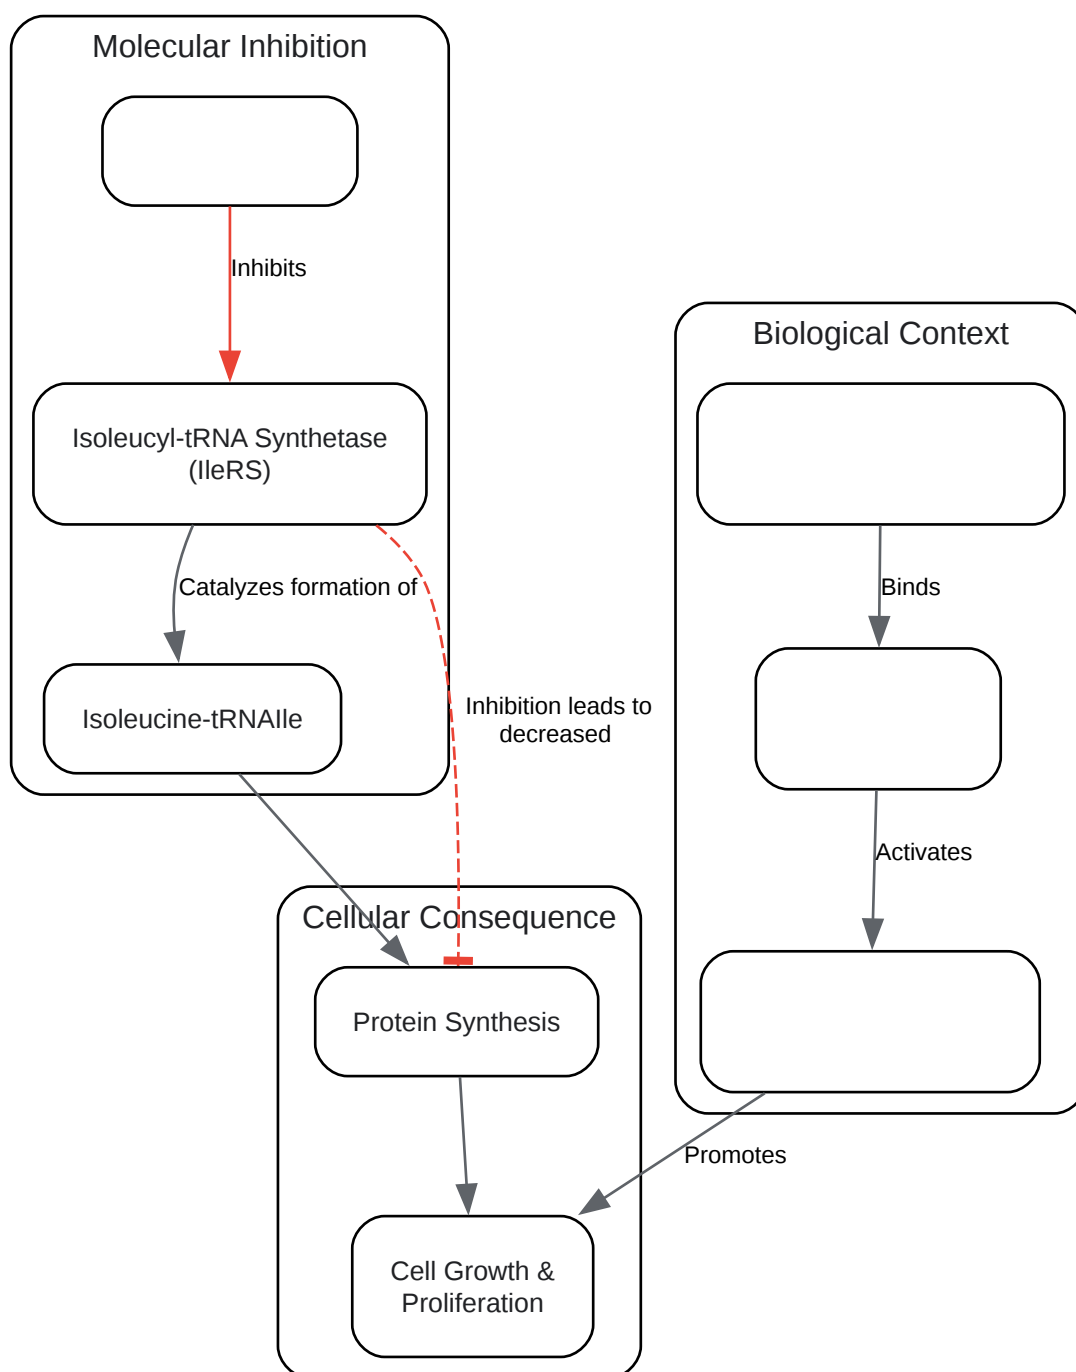 Molecular Inhibition
Inhibits
Isoleucyl-tRNA Synthetase
(IleRS)
Catalyzes formation of
Isoleucine-tRNAIle
Inhibition leads to
decreased
Biological Context
Binds
Activates
Promotes
Cellular Consequence
Protein Synthesis
Cell Growth &
Proliferation